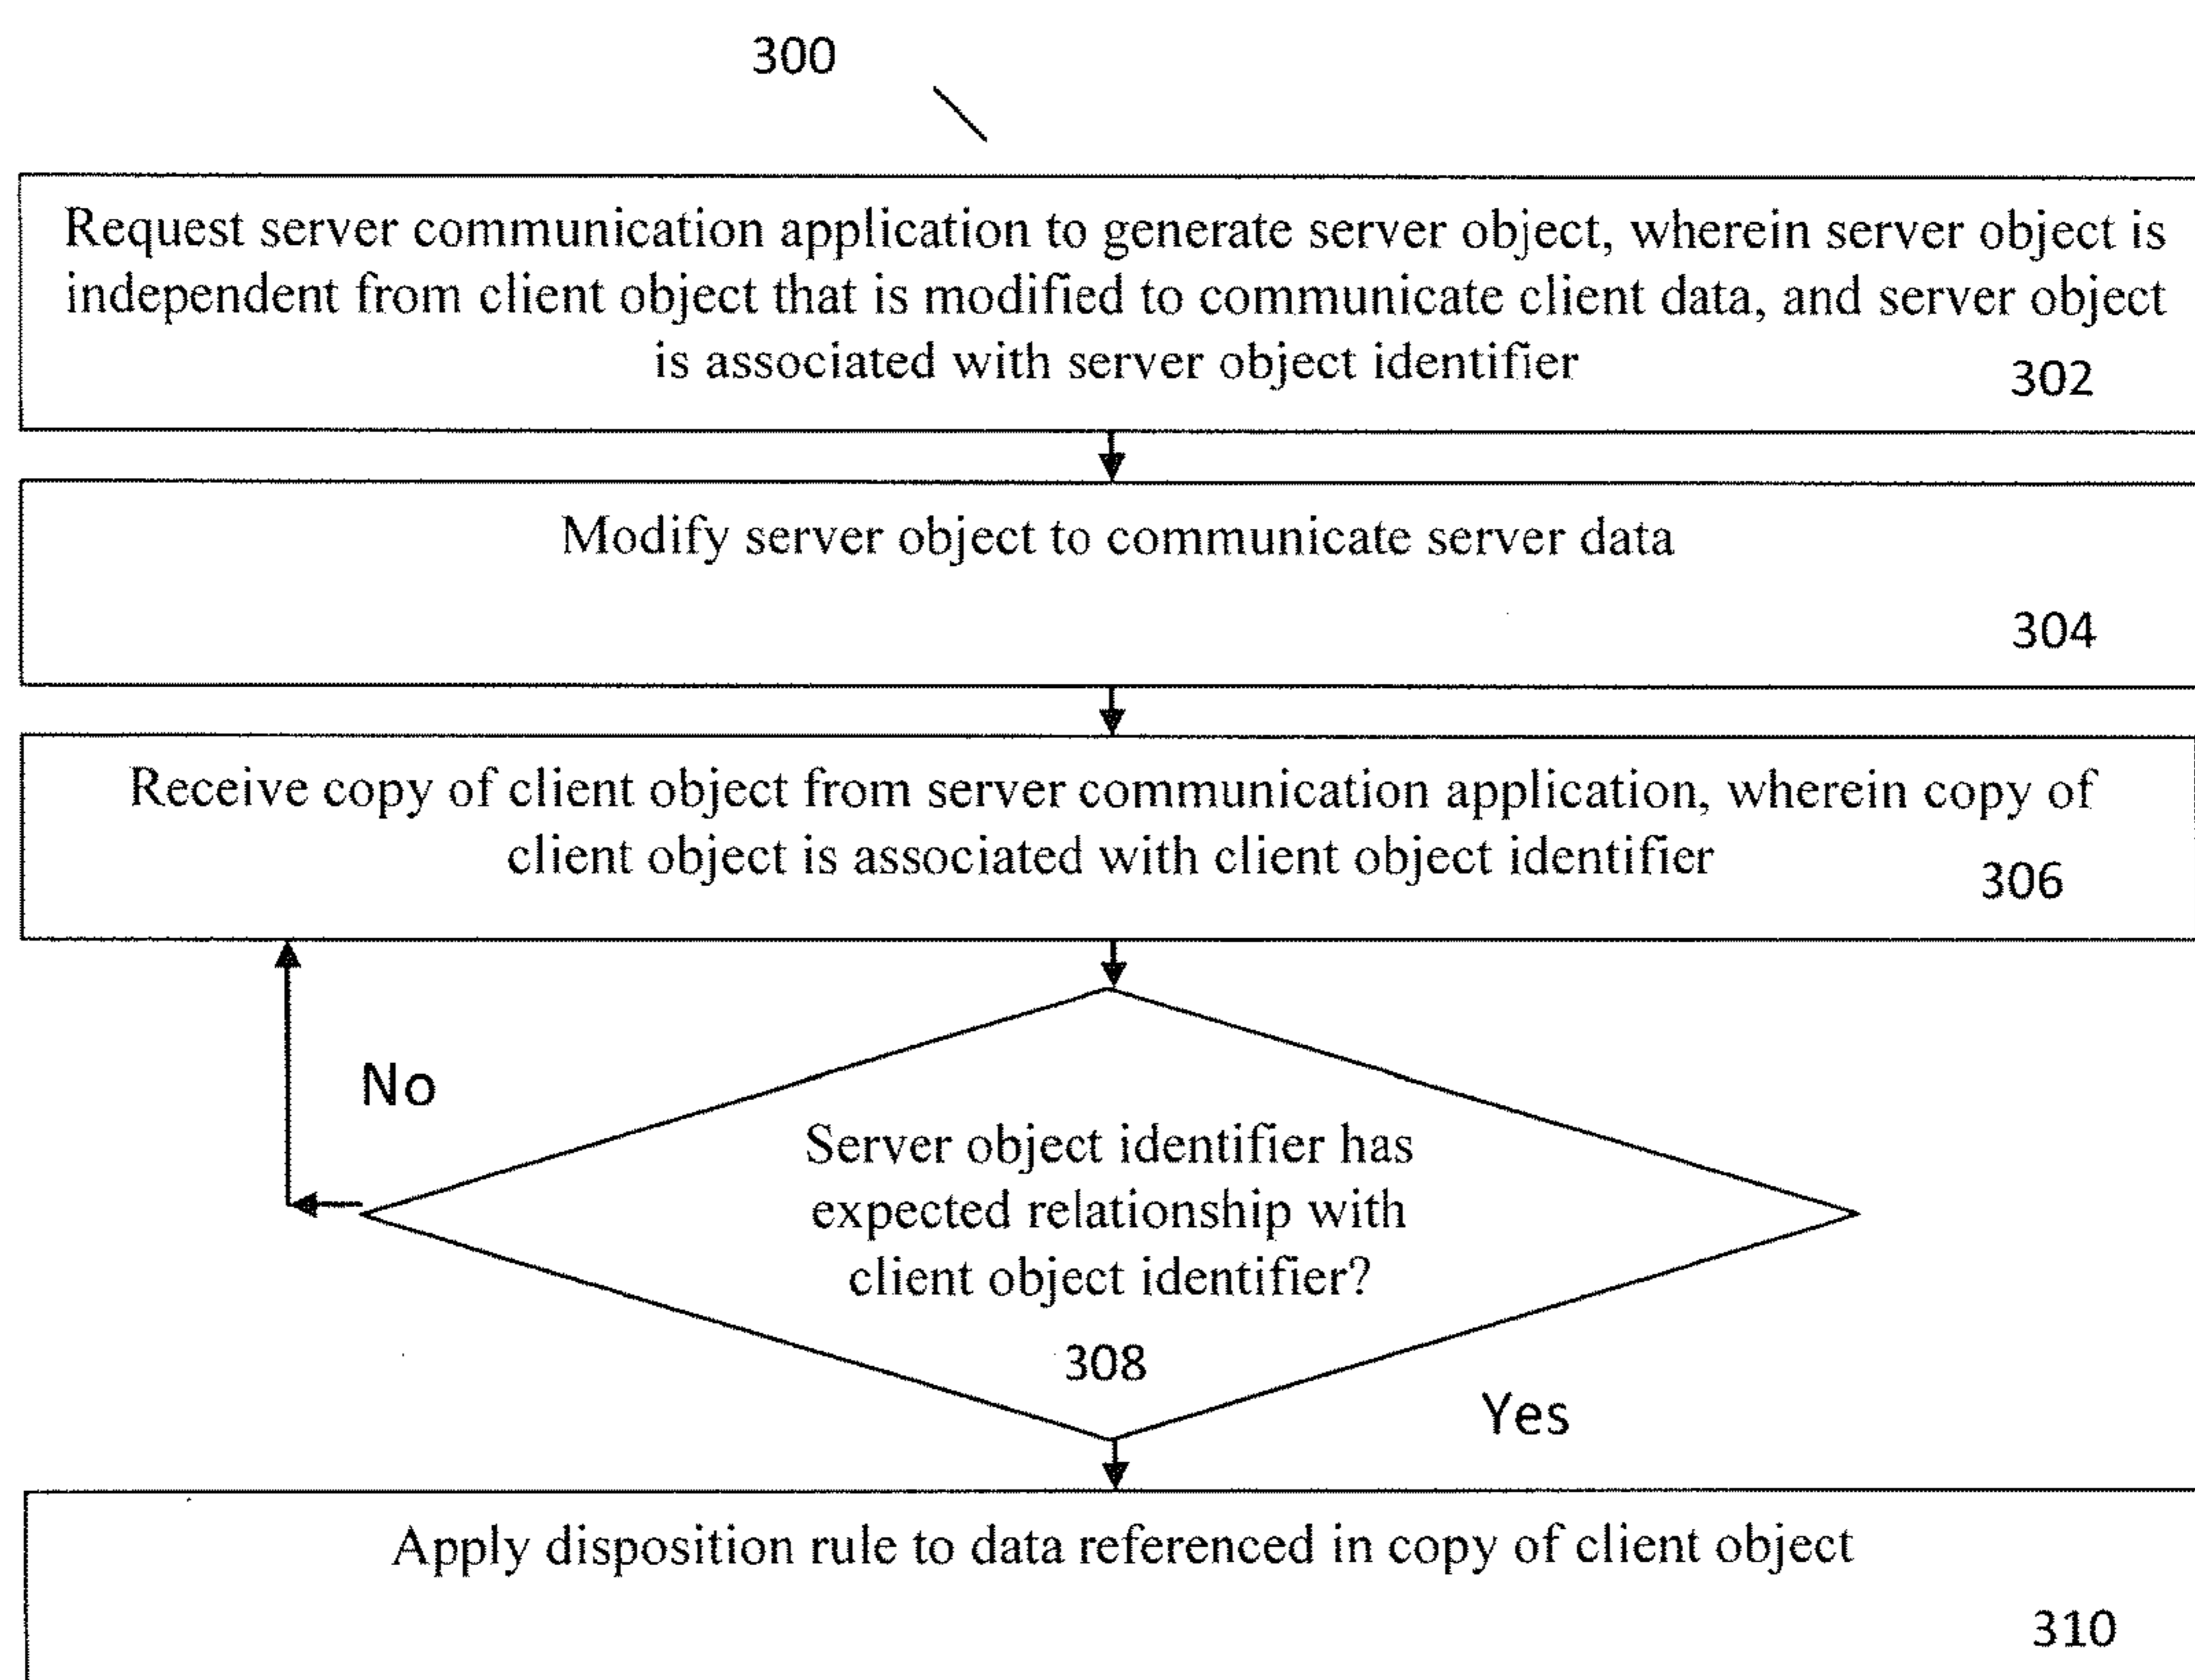 300
Request server communication application to generate server object, wherein server object is
independent from client object that is modified to communicate client data, and server object
is associated with server object identifier
302
Modify server object to communicate server data
304
Receive copy of client object from server communication application, wherein copy of
client object is associated with client object identifier
306
No
Server object identifier has
expected relationship with
client object identifier?
308
Yes
Apply disposition rule to data referenced in copy of client object
310